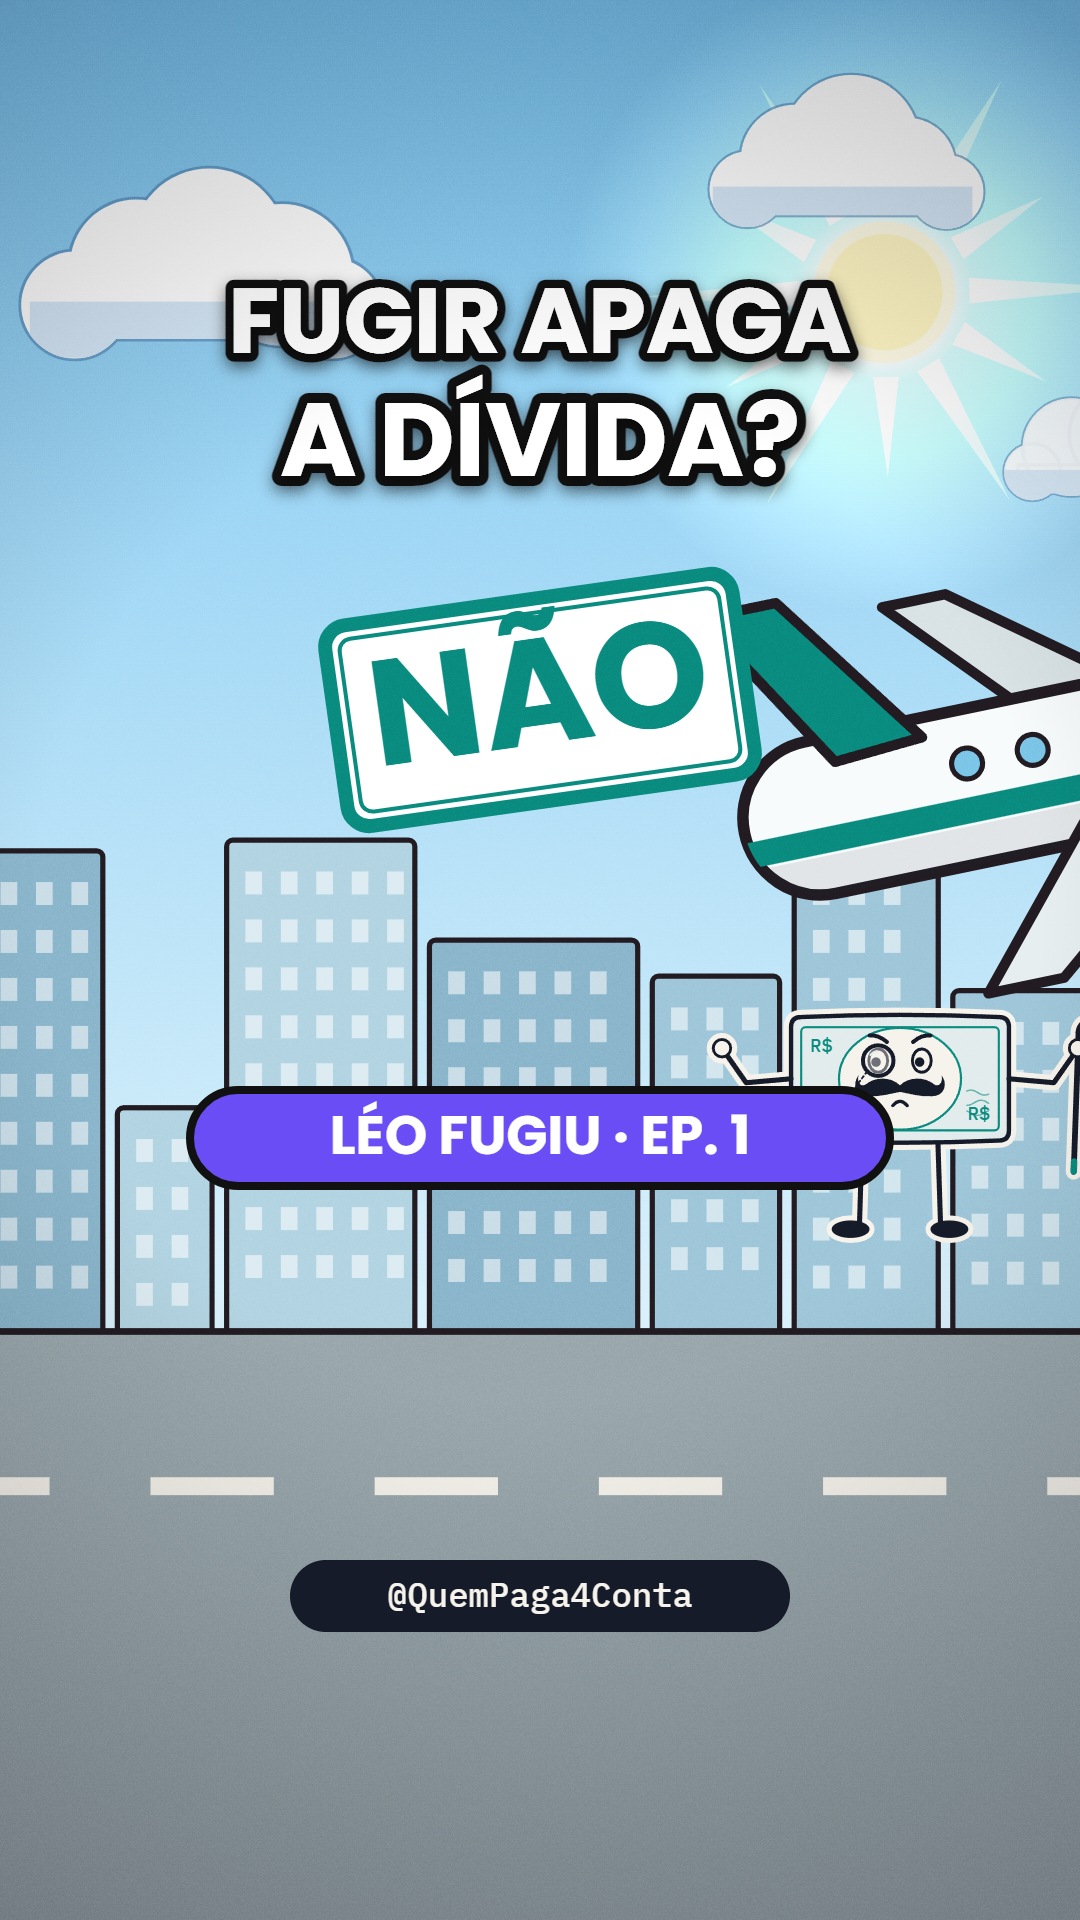 FUGIR APAGA
A DÍVIDA?
NÃO
R$
R$
LÉO FUGIU · EP. 1
@QuemPaga4Conta